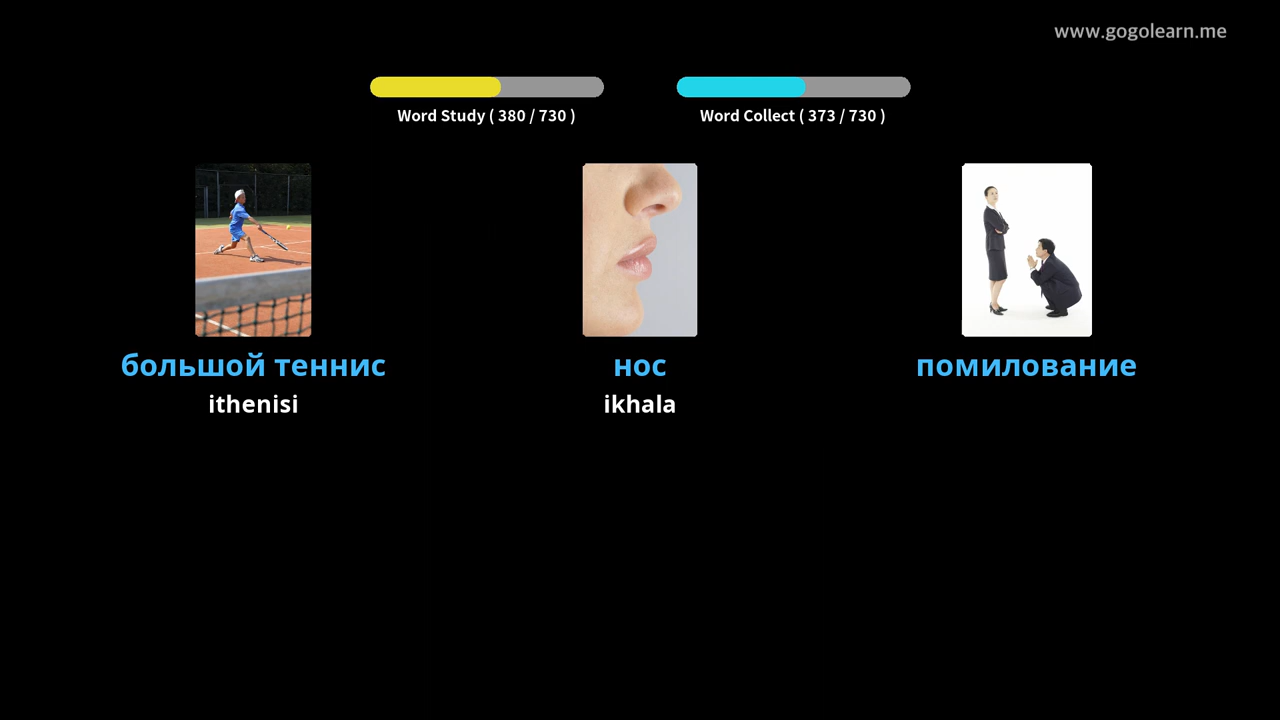 www.gogolearn.me
Word Study ( 380 / 730 )
Word Collect ( 373 / 730 )
большой теннис
ithenisi
нос
ikhala
помилование